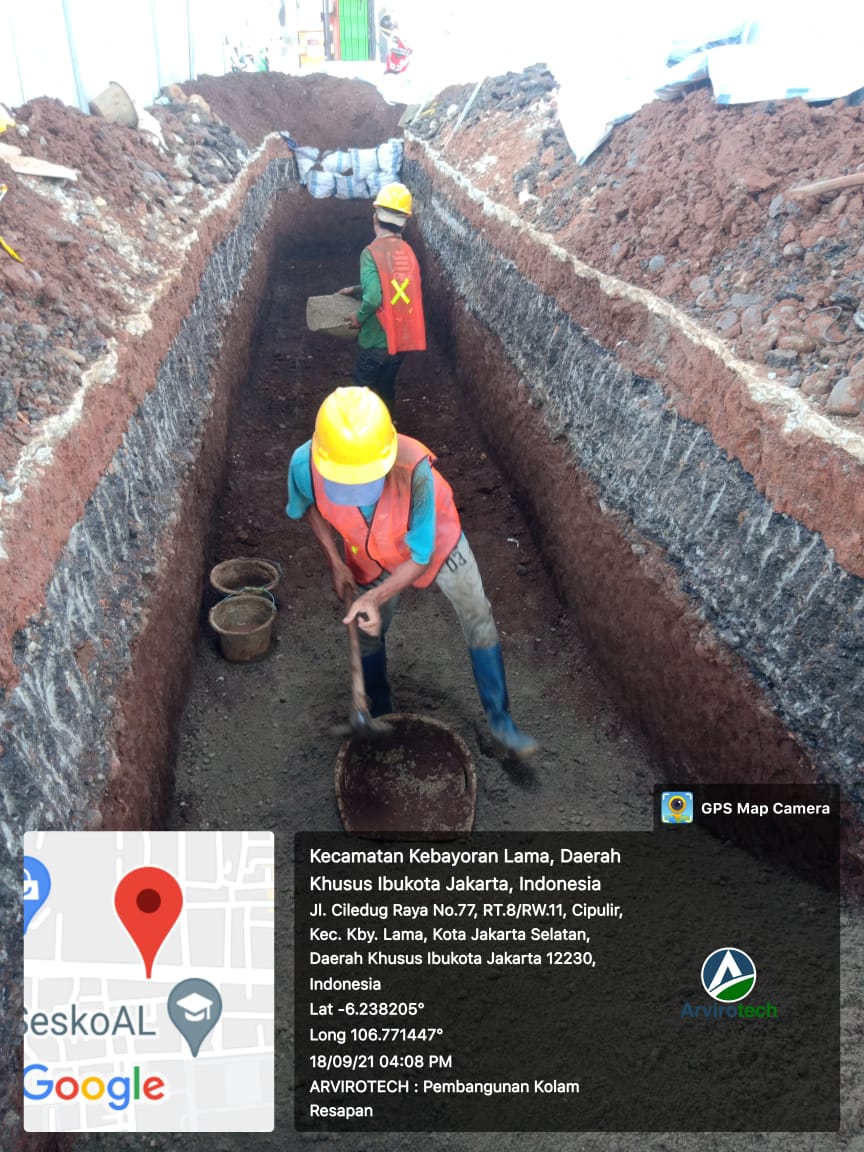 03
GPS Map Camera
SeskoAL
Google
Kecamatan Kebayoran Lama, Daerah
Khusus Ibukota Jakarta, Indonesia
Jl. Ciledug Raya No.77, RT.8/RW.11, Cipulir,
Kec. Kby. Lama, Kota Jakarta Selatan,
Daerah Khusus Ibukota Jakarta 12230,
Indonesia
Lat -6.238205°
Long 106.771447°
18/09/21 04:08 PM
ARVIROTECH : Pembangunan Kolam
Resapan
Arvirotech